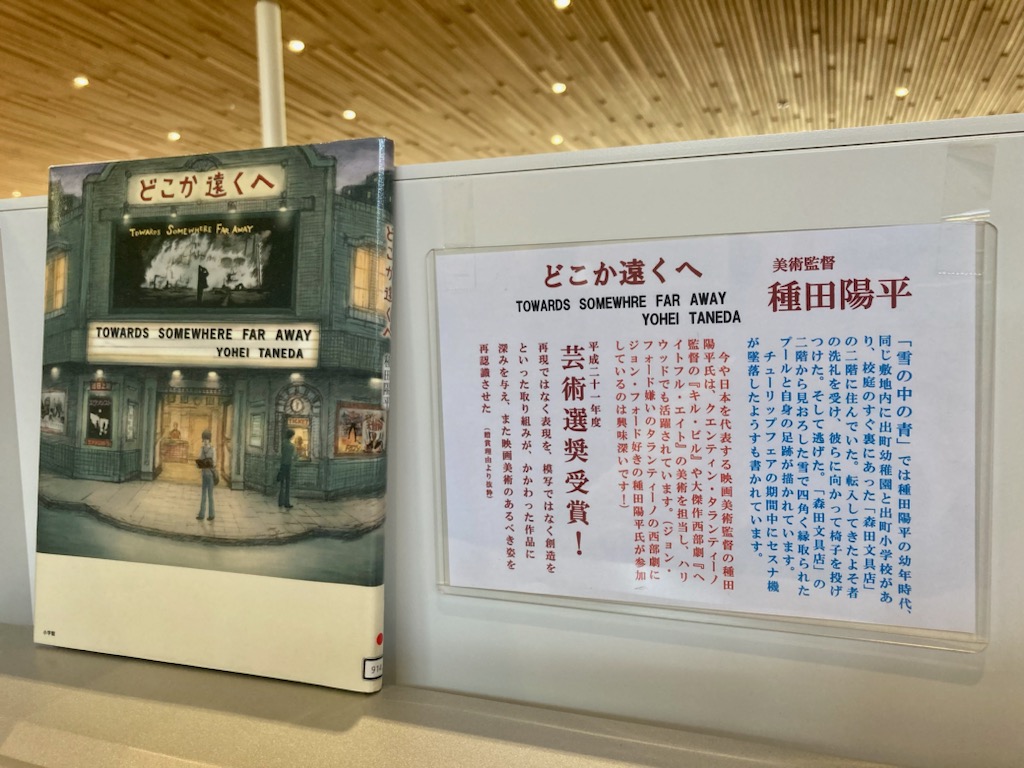 どこか遠くへ
TOWARDS SOMEWHERE FAR AWAY
TOWARDS SOMEWHERE FAR AWAY
YOHEI TANEDA
小学館
どこか遠くへ
どこか遠くへ
TOWARDS SOMEWHRE FAR AWAY
YOHEI TANEDA
美術監督
種田陽平
「雪の中の青」では種田陽平の幼年時代、
同じ敷地内に出町幼稚園と出町小学校があ
り、校庭のすぐ裏にあった「森田文具店」
の二階に住んでいた。転入してきたよそ者
の洗礼を受け、彼らに向かって椅子を投げ
つけた。そして逃げた。「森田文具店」の
二階から見おろした雪で四角く縁取られた
プールと自身の足跡が描かれています。
チューリップフェアの期間中にセスナ機
が墜落したようすも書かれています。
今や日本を代表する映画美術監督の種田
陽平氏は、クエンティン・タランティーノ
監督の『キル・ビル』や大傑作西部劇『ヘ
イトフル・エイト』の美術を担当し、ハリ
ウッドでも活躍されています。(ジョン・
フォード嫌いのタランティーノの西部劇に
ジョン・フォード好きの種田陽平氏が参加
しているのは興味深いです!)
平成二十一年度
芸術選奨受賞!
再現ではなく表現を、模写ではなく創造を
といった取り組みが、かかわった作品に
深みを与え、また映画美術のあるべき姿を
再認識させた(贈賞理由より抜粋)